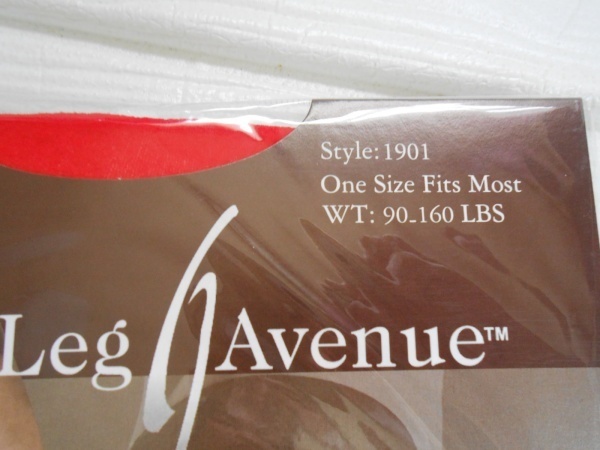 Style: 1901
One Size Fits Most
WT: 90-160 LBS
Leg Avenue™